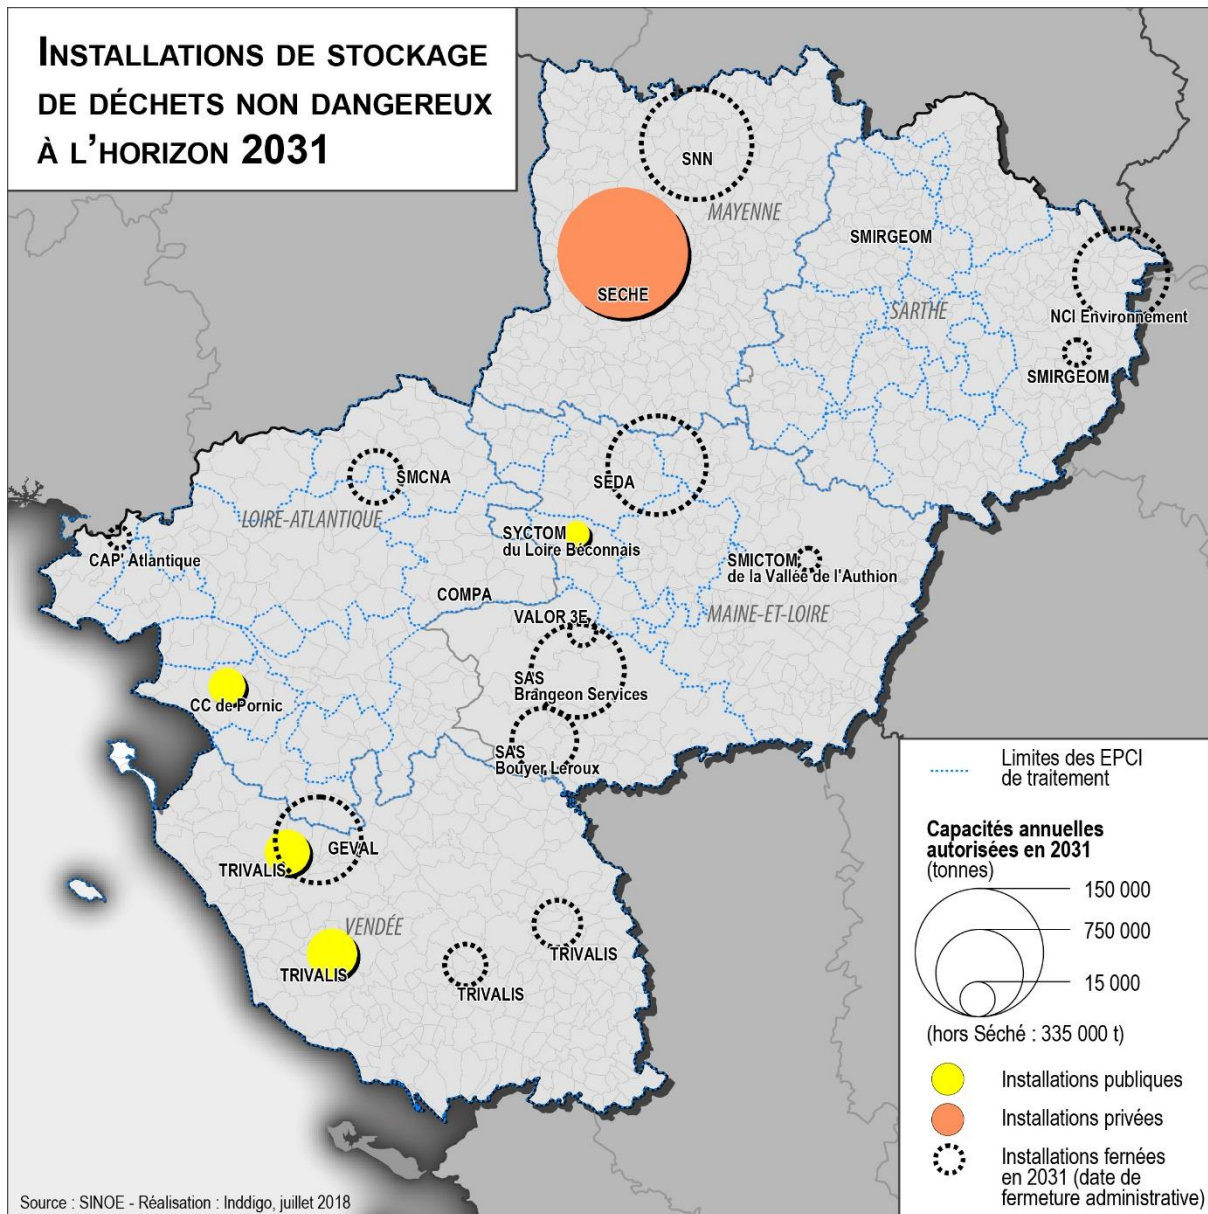 INSTALLATIONS DE STOCKAGE
DE DÉCHETS NON DANGEREUX
À L'HORIZON 2031
SNN
MAYENNE
SECHE
SMIRGEOM
SARTHE
NCI Environnement
SMIRGEOM
SMCNA
LOIRE-ATLANTIQUE
SEDA
SYCTOM
du Loire Béconnais
CAP' Atlantique
SMICTOM
de la Vallée de l'Authion
COMPA
MAINE-ET-LOIRE
VALOR 3E
SAS
Brangeon Services
CC de Pornic
SAS
Bouyer Leroux
GEVAL
TRIVALIS
VENDÉE
TRIVALIS
TRIVALIS
TRIVALIS
Limites des EPCI
de traitement
Capacités annuelles
autorisées en 2031
(tonnes)
150 000
750 000
15 000
(hors Séché : 335 000 t)
Installations publiques
Installations privées
Installations fernées
en 2031 (date de
fermeture administrative)
Source : SINOE - Réalisation : Inddigo, juillet 2018